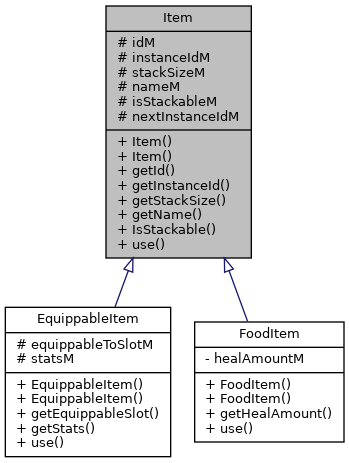 Item
# idM
# instanceIdM
# stackSizeM
# nameM
# isStackableM
# nextInstanceIdM
+ Item()
+ Item()
+ getId()
+ getInstanceId()
+ getStackSize()
+ getName()
+ IsStackable()
+ use()
EquippableItem
# equippableToSlotM
# statsM
+ EquippableItem()
+ EquippableItem()
+ getEquippableSlot()
+ getStats()
+ use()
FoodItem
- healAmountM
+ FoodItem()
+ FoodItem()
+ getHealAmount()
+ use()